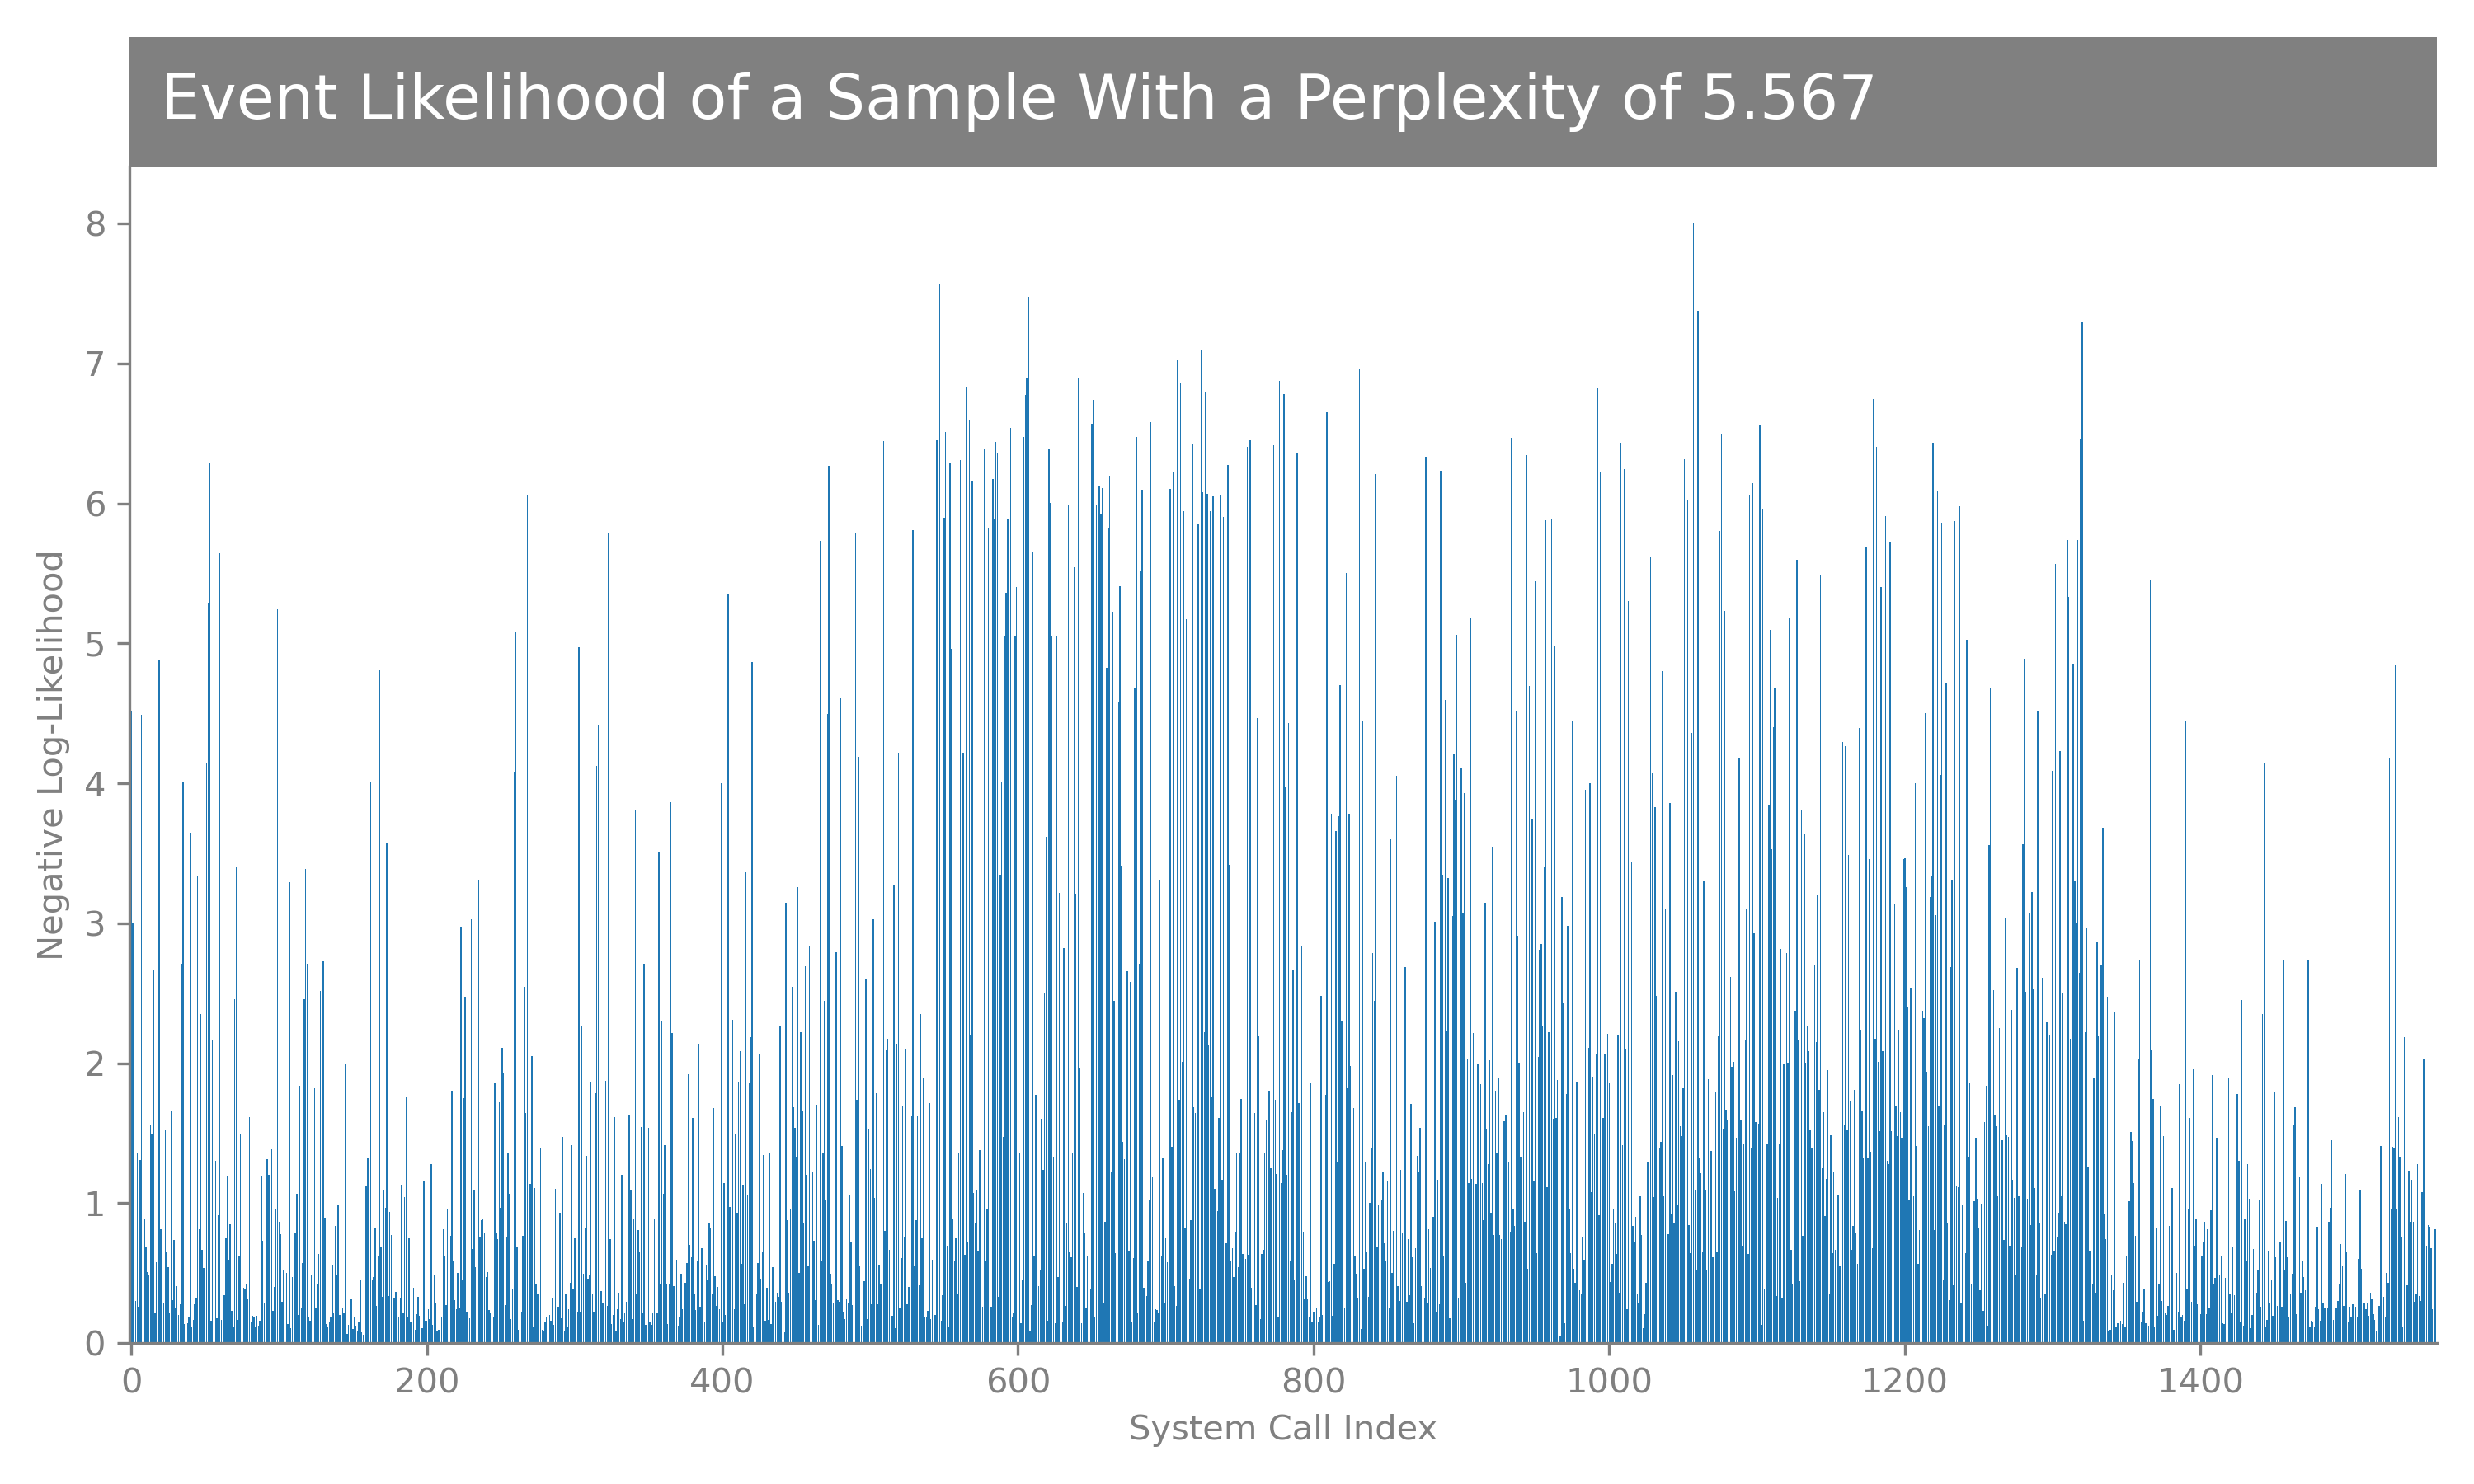 Event Likelihood of a Sample With a Perplexity of 5.567
8
7
6
5
4
3
2
1
0
Negative Log-Likelihood
0 200 400 600 800 1000 1200 1400
System Call Index